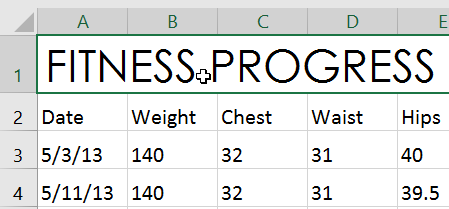 A B C D E
1 FITNESS PROGRESS
2 Date Weight Chest Waist Hips
3 5/3/13 140 32 31 40
4 5/11/13 140 32 31 39.5